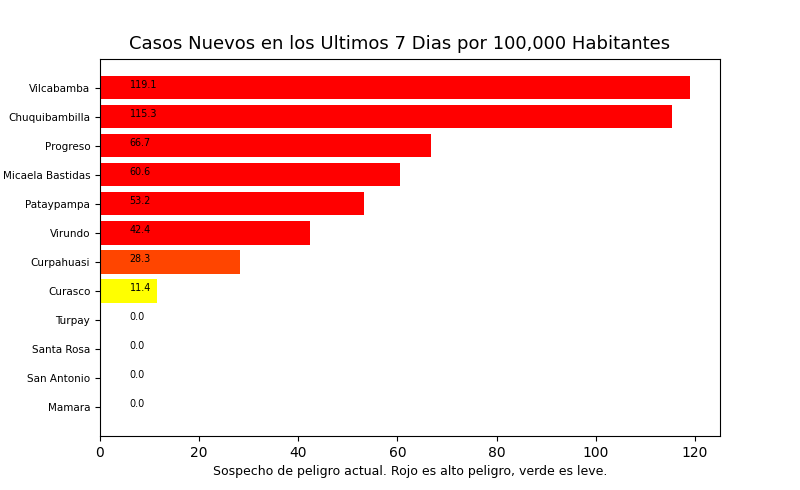 Casos Nuevos en los Ultimos 7 Dias por 100,000 Habitantes
Vilcabamba 119.1
Chuquibambilla 115.3
Progreso 66.7
Micaela Bastidas 60.6
Pataypampa 53.2
Virundo 42.4
Curpahuasi 28.3
Curasco 11.4
Turpay 0.0
Santa Rosa 0.0
San Antonio 0.0
Mamara 0.0
0 20 40 60 80 100 120
Sospecho de peligro actual. Rojo es alto peligro, verde es leve.